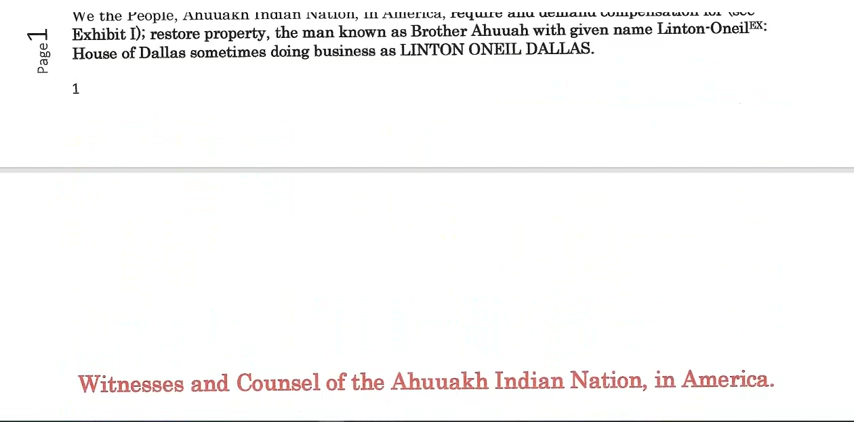 We the People, Ahuuakh Indian Nation, in America, require and demand compensation for (see
Exhibit I); restore property, the man known as Brother Ahuuah with given name Linton-Oneilᴱˣ:
House of Dallas sometimes doing business as LINTON ONEIL DALLAS.
Page 1
1
Witnesses and Counsel of the Ahuuakh Indian Nation, in America.